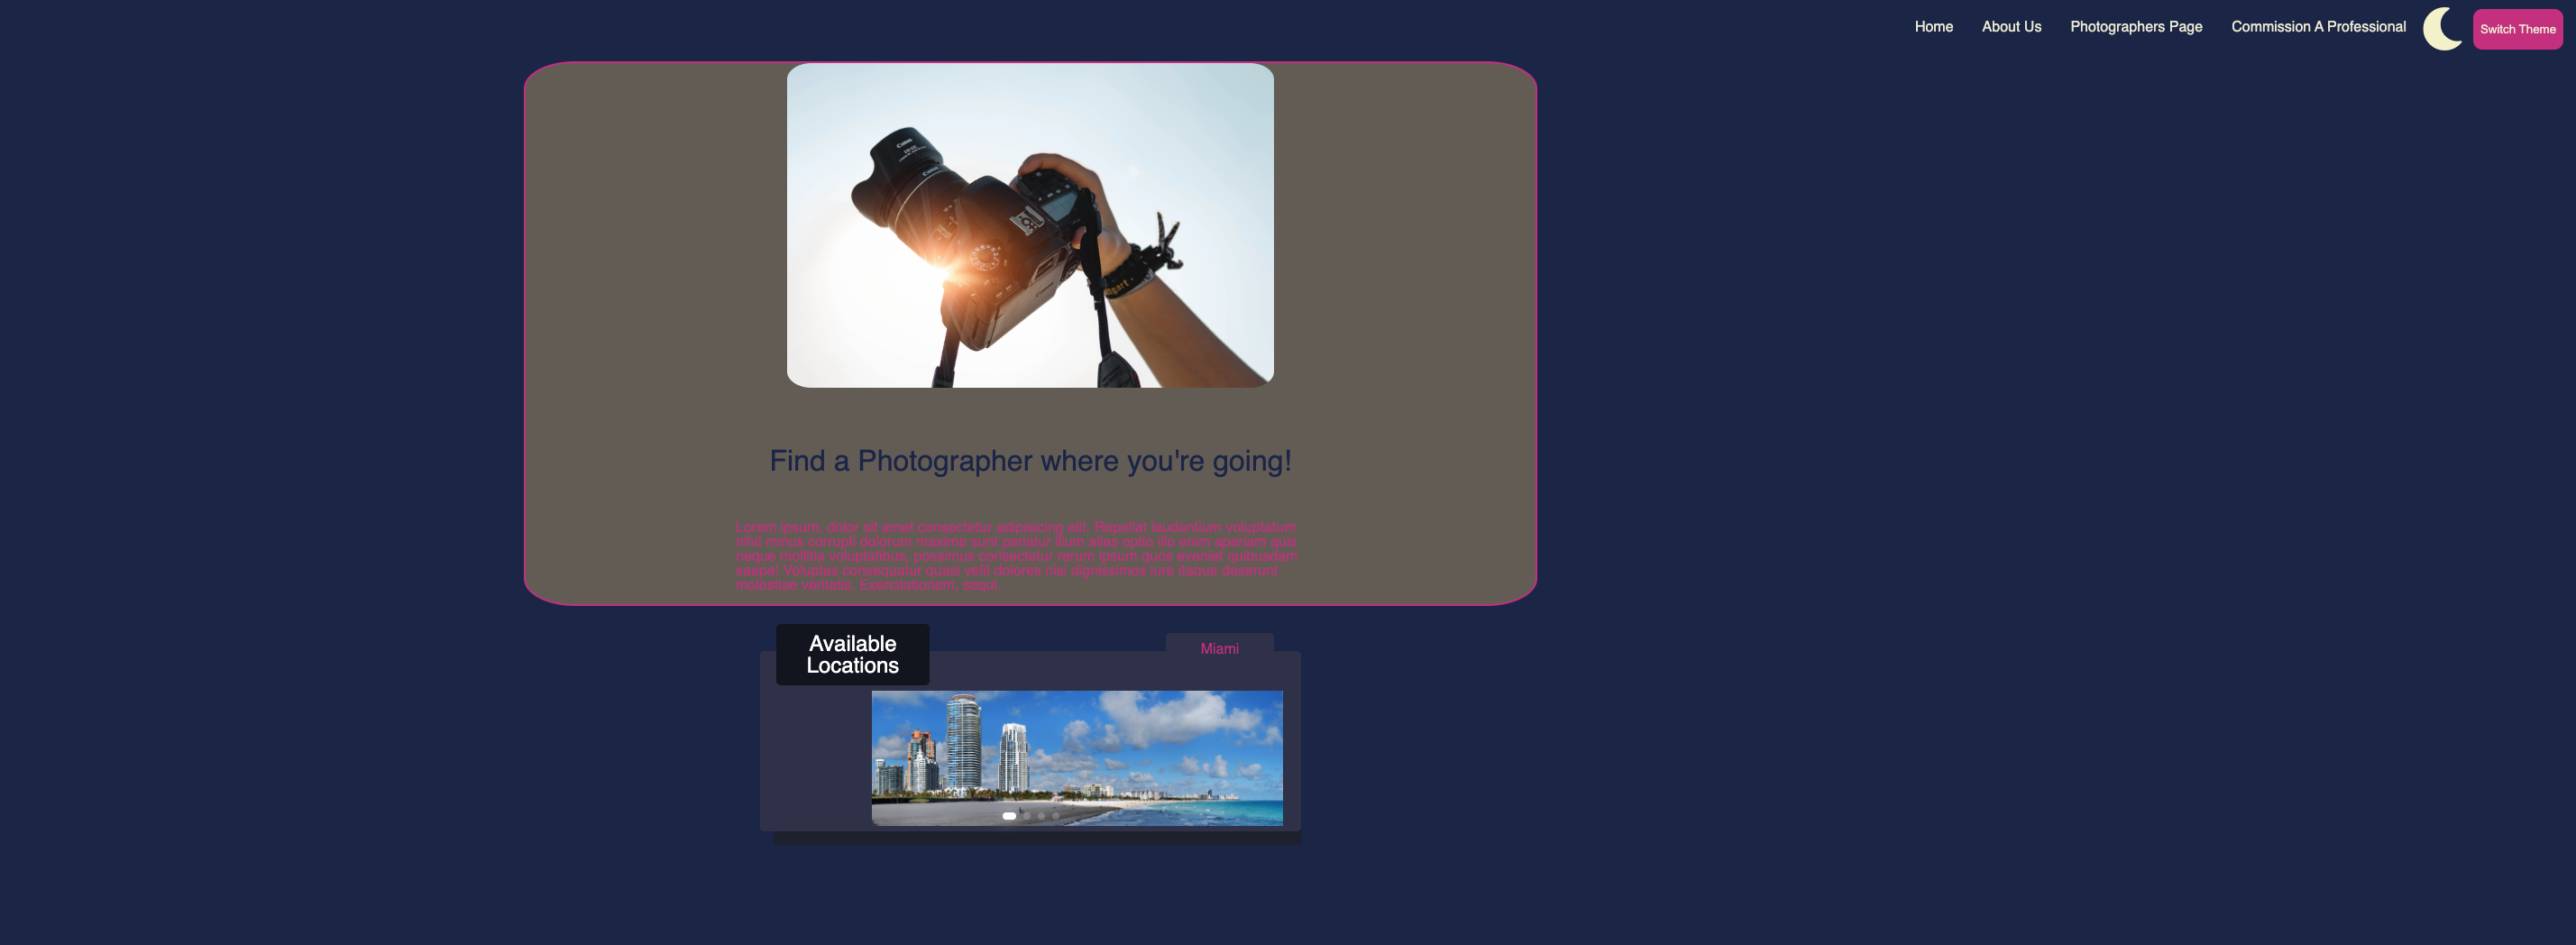 Home About Us Photographers Page Commission A Professional Switch Theme
Canon
Canon
Find a Photographer where you're going!
Lorem ipsum, dolor sit amet consectetur adipisicing elit. Repellat laudantium voluptatum
nihil minus corrupti dolorum maxime sunt pariatur illum alias optio illo enim aperiam quis
neque mollitia voluptatibus, possimus consectetur rerum ipsum quos eveniet quibusdam
saepe! Voluptas consequatur quasi velit dolores nisi dignissimos iure itaque deserunt
molestiae veritatis. Exercitationem, sequi.
Available
Locations
Miami